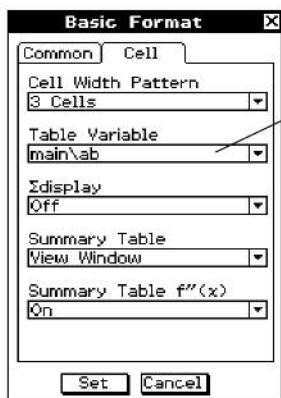 Basic Format
Common Cell
Cell Width Pattern
3 Cells
Table Variable
main\ab
Σdisplay
Off
Summary Table
View Window
Summary Table f″(x)
On
Set Cancel